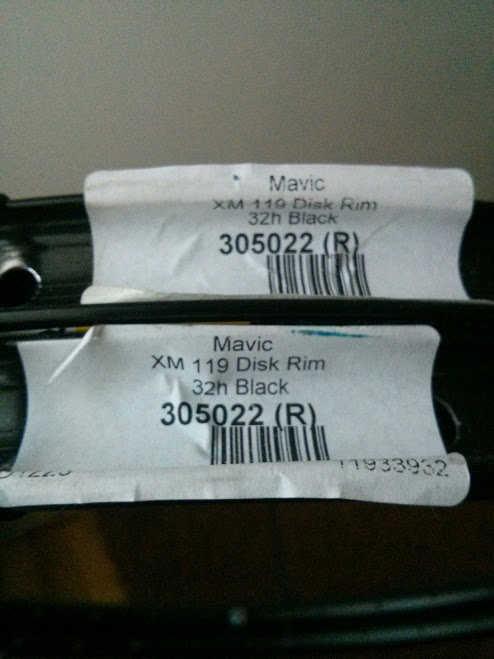 Mavic
XM 119 Disk Rim
32h Black
305022 (R)
Mavic
XM 119 Disk Rim
32h Black
305022 (R)
11933932